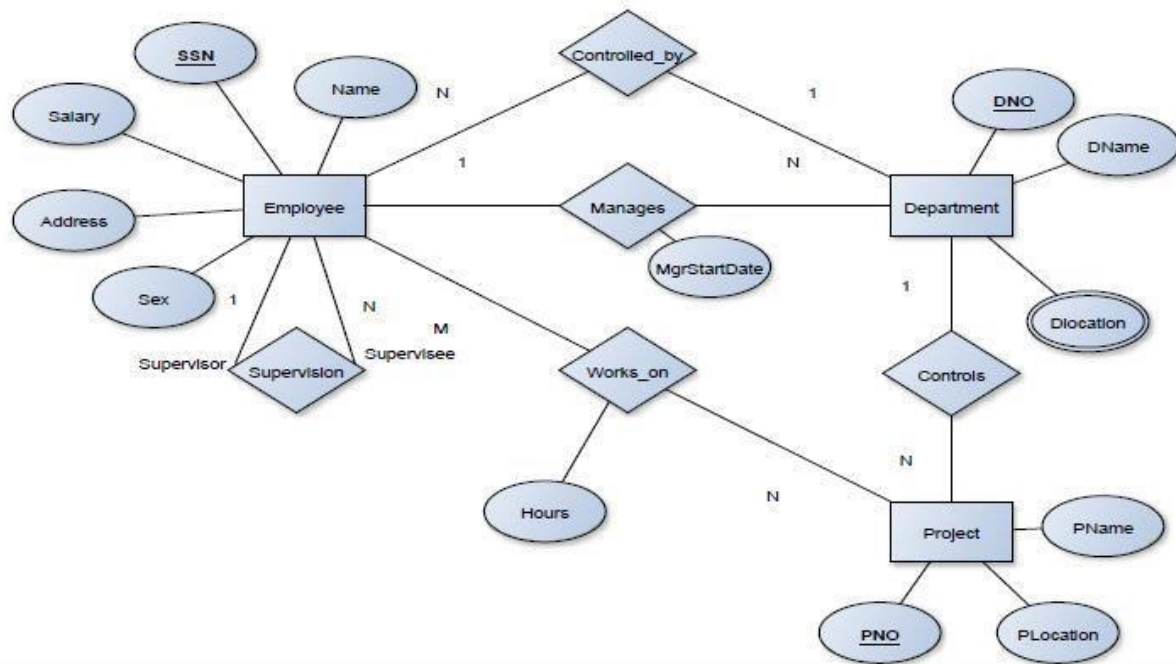 Controlled_by
SSN
Name
N
1
DNO
Salary
DName
1
N
Employee
Manages
Department
Address
MgrStartDate
Sex
1
N
1
Dlocation
M
Supervisor
Supervisee
Supervision
Works_on
Controls
N
N
Hours
Project
PName
PNO
PLocation